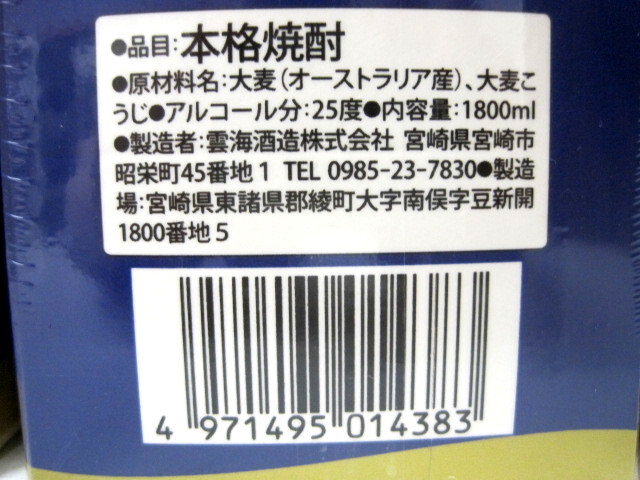 ●品目:本格焼酎
●原材料名:大麦(オーストラリア産)、大麦こ
うじ●アルコール分:25度●内容量:1800ml
●製造者:雲海酒造株式会社 宮崎県宮崎市
昭栄町45番地1 TEL 0985-23-7830●製造
場:宮崎県東諸県郡綾町大字南俣字豆新開
1800番地5
4 971495 014383